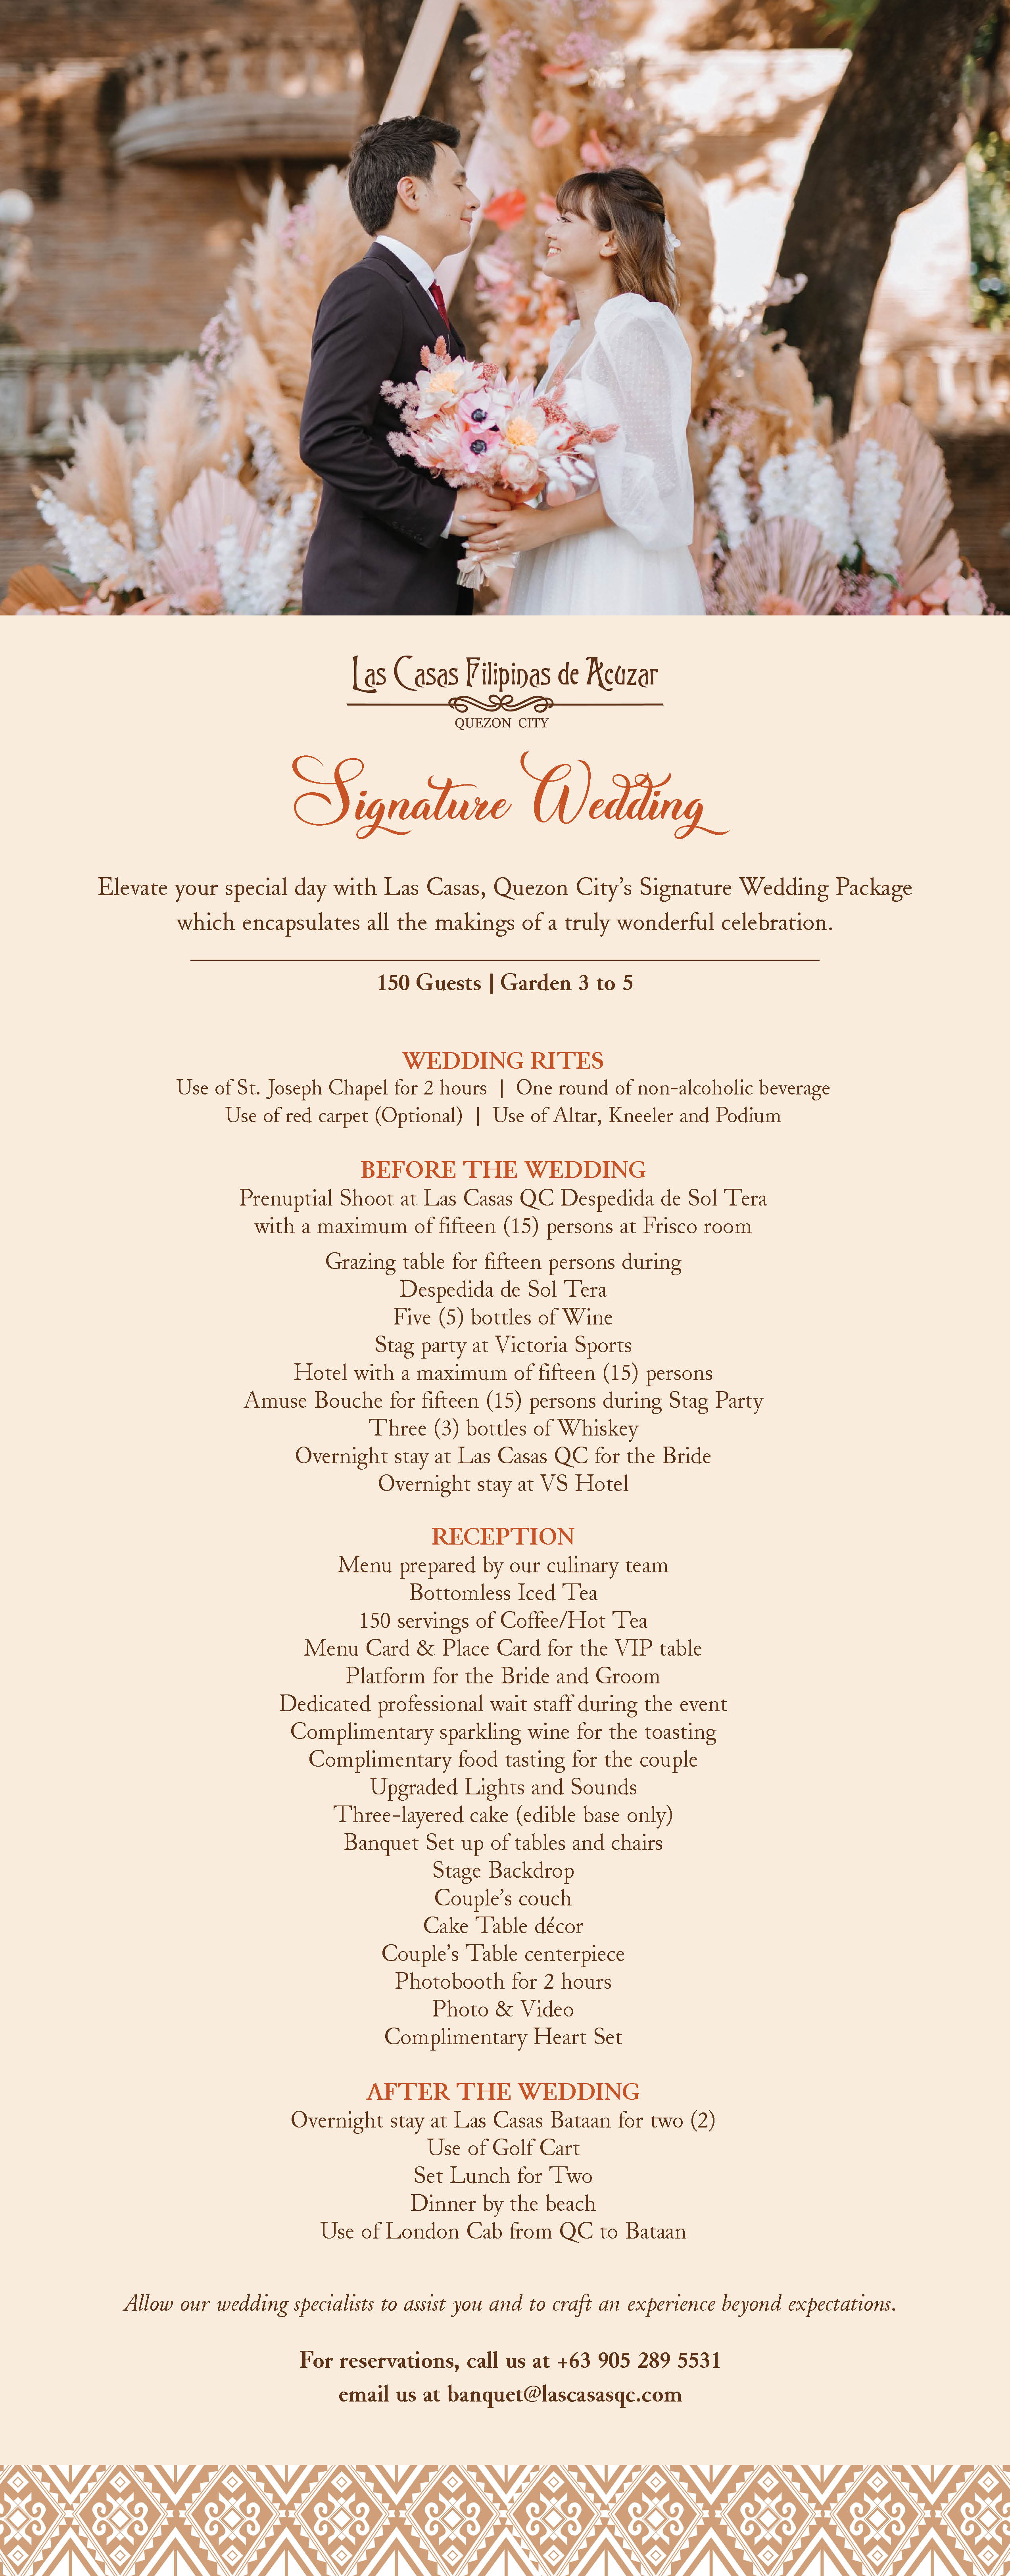 Las Casas Filipinas de Acuzar
QUEZON CITY
Signature Wedding
Elevate your special day with Las Casas, Quezon City’s Signature Wedding Package
which encapsulates all the makings of a truly wonderful celebration.
150 Guests | Garden 3 to 5
WEDDING RITES
Use of St. Joseph Chapel for 2 hours | One round of non-alcoholic beverage
Use of red carpet (Optional) | Use of Altar, Kneeler and Podium
BEFORE THE WEDDING
Prenuptial Shoot at Las Casas QC Despedida de Sol Tera
with a maximum of fifteen (15) persons at Frisco room
Grazing table for fifteen persons during
Despedida de Sol Tera
Five (5) bottles of Wine
Stag party at Victoria Sports
Hotel with a maximum of fifteen (15) persons
Amuse Bouche for fifteen (15) persons during Stag Party
Three (3) bottles of Whiskey
Overnight stay at Las Casas QC for the Bride
Overnight stay at VS Hotel
RECEPTION
Menu prepared by our culinary team
Bottomless Iced Tea
150 servings of Coffee/Hot Tea
Menu Card & Place Card for the VIP table
Platform for the Bride and Groom
Dedicated professional wait staff during the event
Complimentary sparkling wine for the toasting
Complimentary food tasting for the couple
Upgraded Lights and Sounds
Three-layered cake (edible base only)
Banquet Set up of tables and chairs
Stage Backdrop
Couple’s couch
Cake Table décor
Couple’s Table centerpiece
Photobooth for 2 hours
Photo & Video
Complimentary Heart Set
AFTER THE WEDDING
Overnight stay at Las Casas Bataan for two (2)
Use of Golf Cart
Set Lunch for Two
Dinner by the beach
Use of London Cab from QC to Bataan
Allow our wedding specialists to assist you and to craft an experience beyond expectations.
For reservations, call us at +63 905 289 5531
email us at banquet@lascasasqc.com